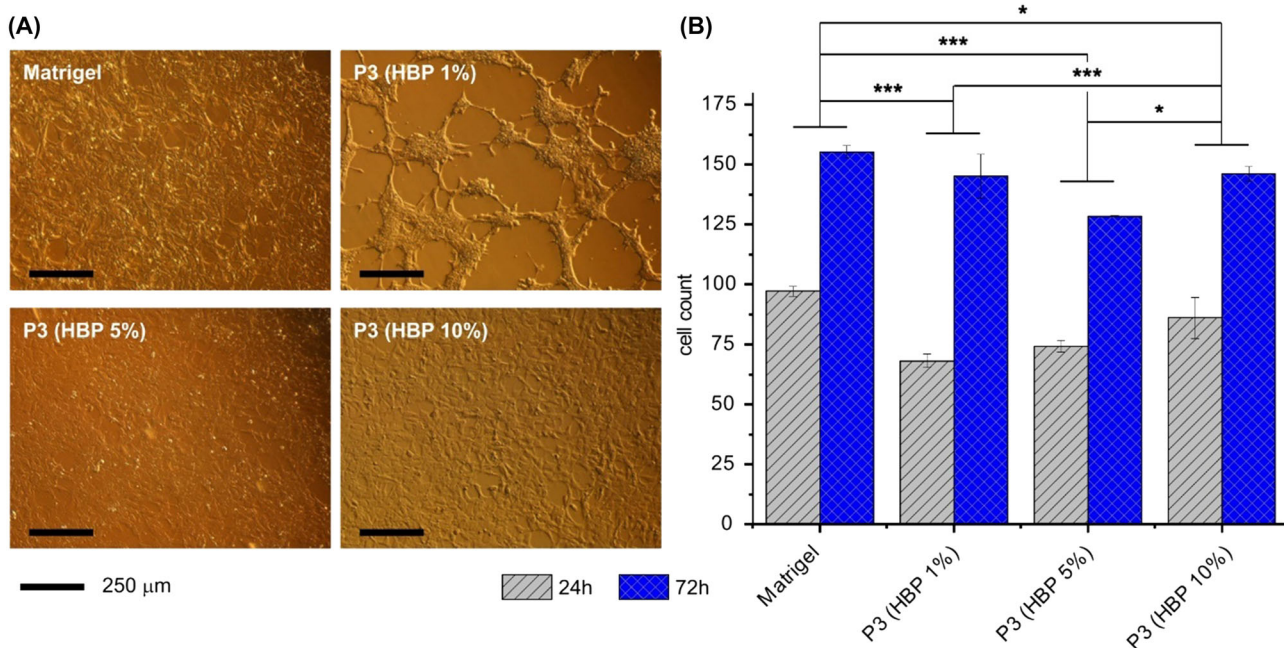 (A)
Matrigel
P3 (HBP 1%)
P3 (HBP 5%)
P3 (HBP 10%)
250 μm
24h
72h
(B)
*
***
***
***
*
175
150
125
100
75
50
25
0
cell count
Matrigel
P3 (HBP 1%)
P3 (HBP 5%)
P3 (HBP 10%)